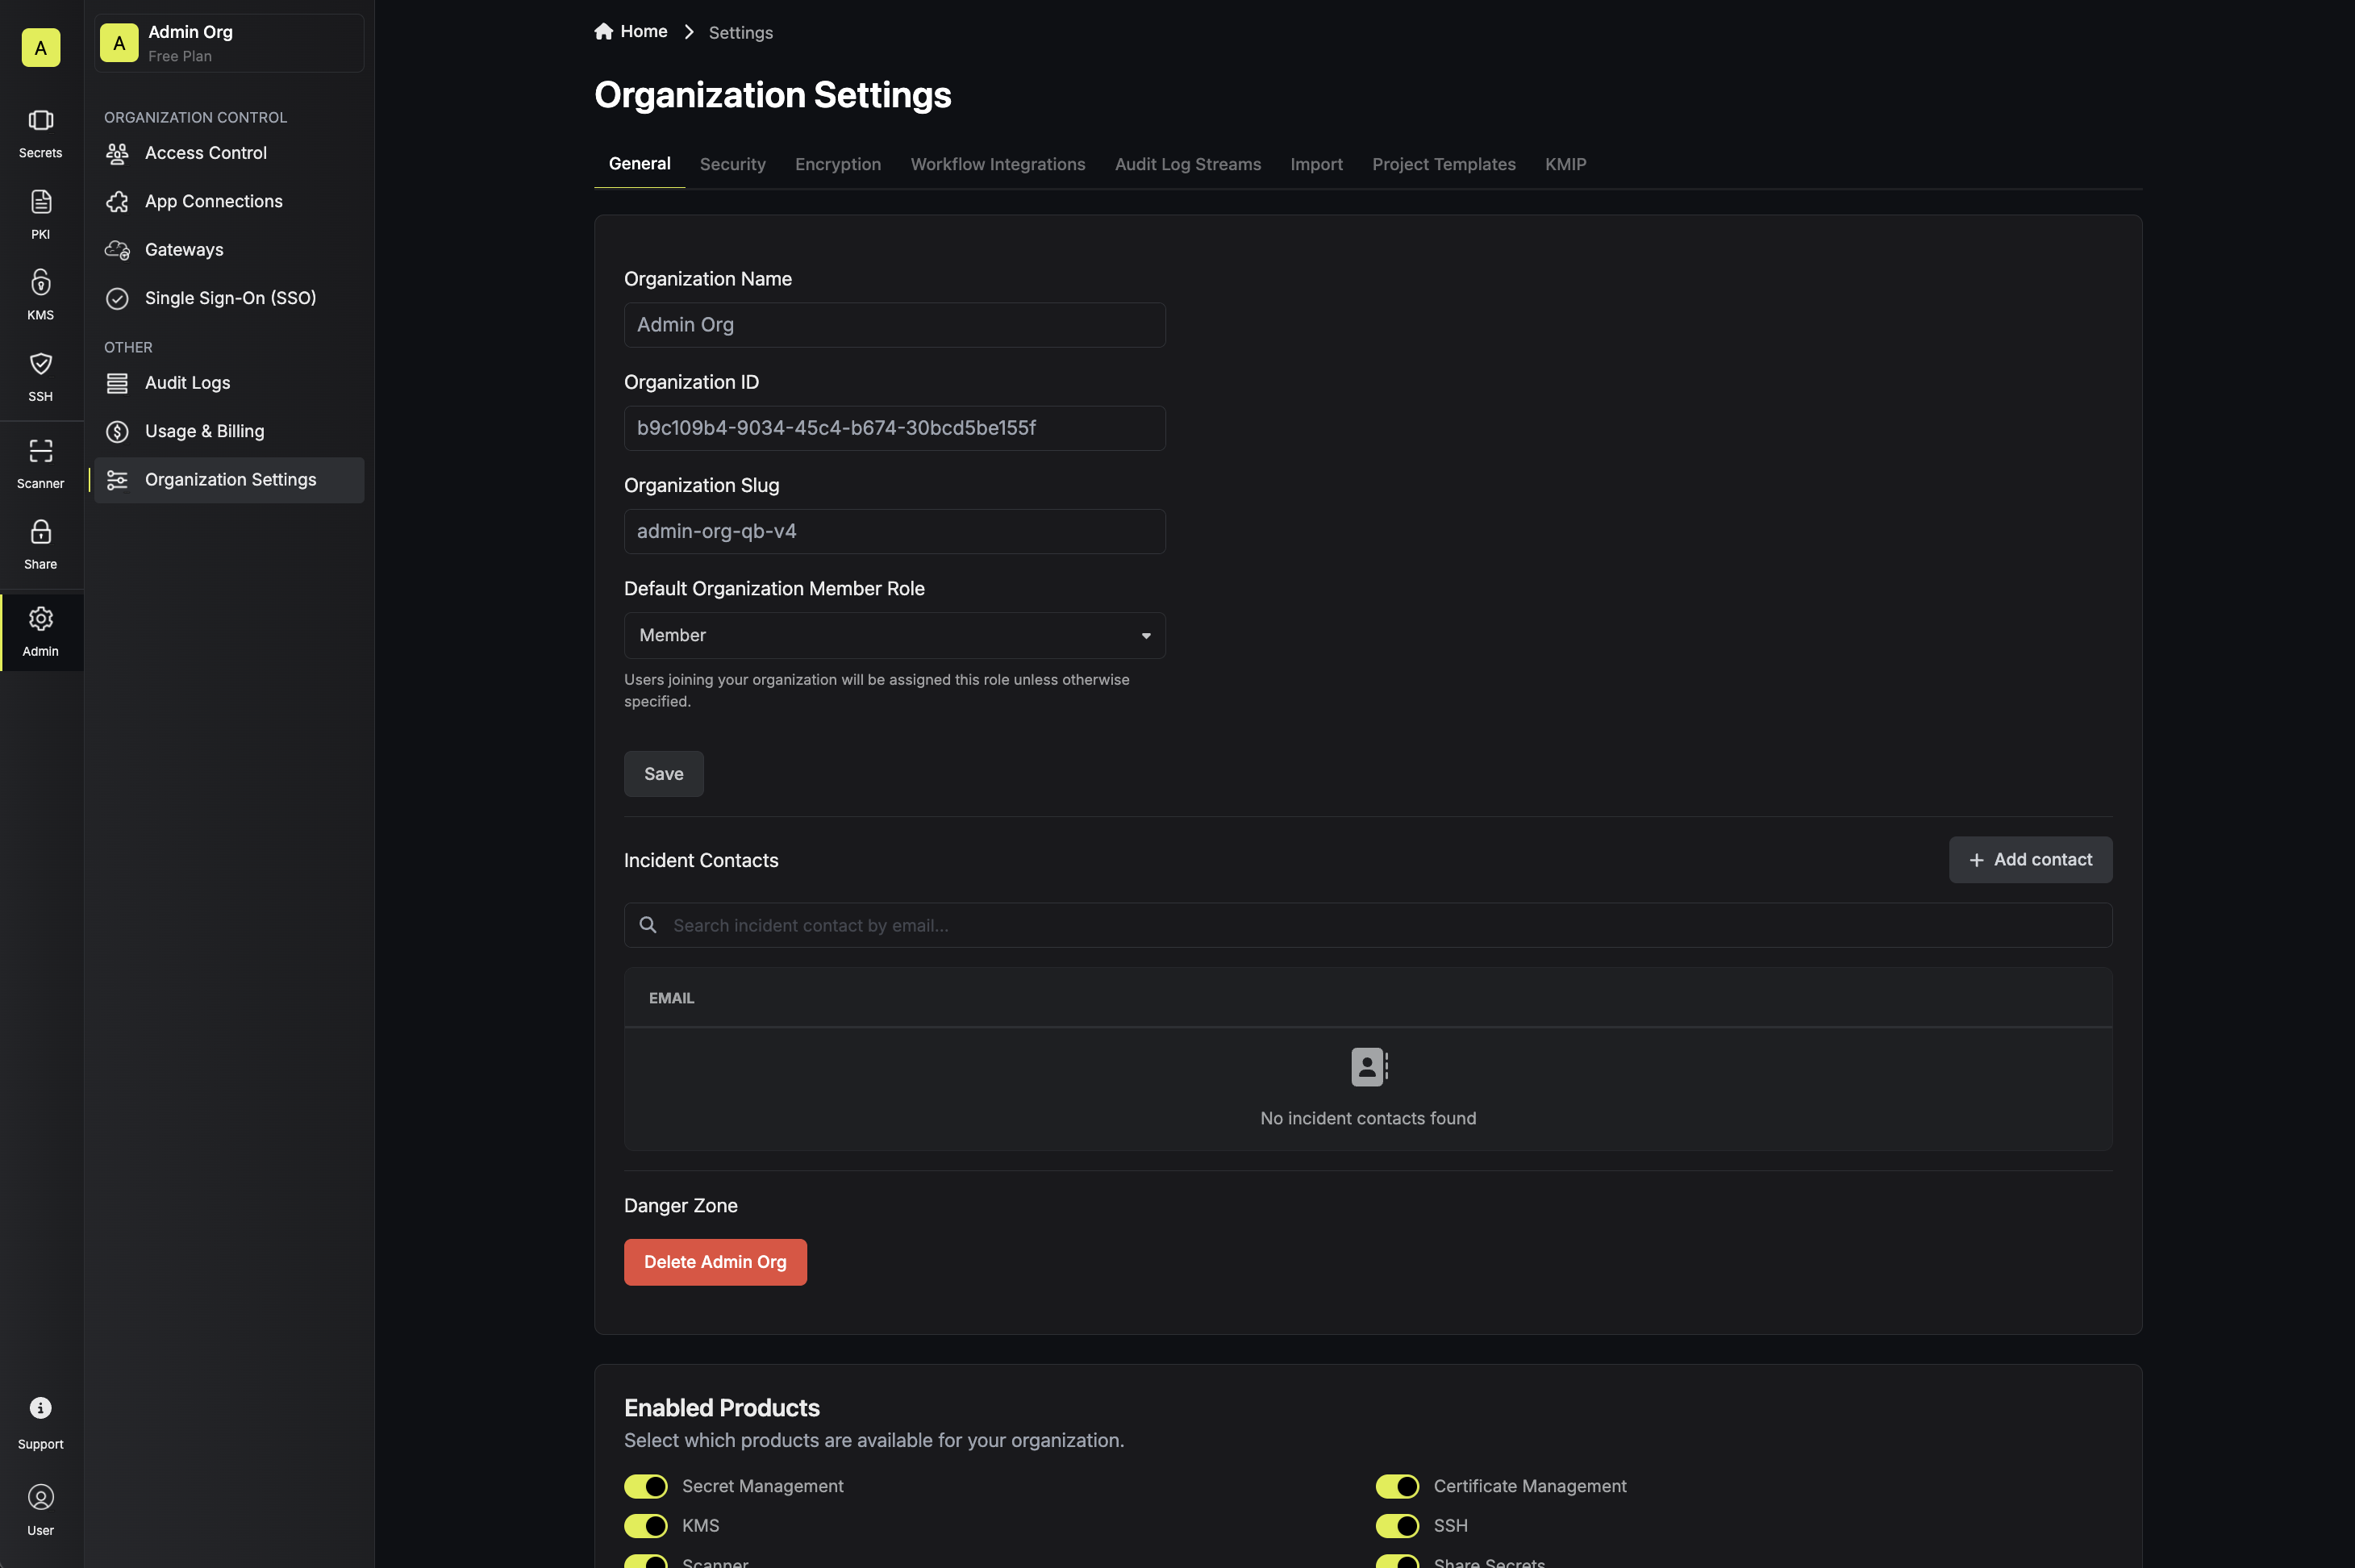 A
Secrets
PKI
KMS
SSH
Scanner
Share
Admin
Support
User
A
Admin Org
Free Plan
ORGANIZATION CONTROL
Access Control
App Connections
Gateways
Single Sign-On (SSO)
OTHER
Audit Logs
Usage & Billing
Organization Settings
Home
Settings
Organization Settings
General
Security
Encryption
Workflow Integrations
Audit Log Streams
Import
Project Templates
KMIP
Organization Name
Admin Org
Organization ID
b9c109b4-9034-45c4-b674-30bcd5be155f
Organization Slug
admin-org-qb-v4
Default Organization Member Role
Member
Users joining your organization will be assigned this role unless otherwise
specified.
Save
Incident Contacts
Add contact
Search incident contact by email...
EMAIL
No incident contacts found
Danger Zone
Delete Admin Org
Enabled Products
Select which products are available for your organization.
Secret Management
Certificate Management
KMS
SSH
Scanner
Share Secrets